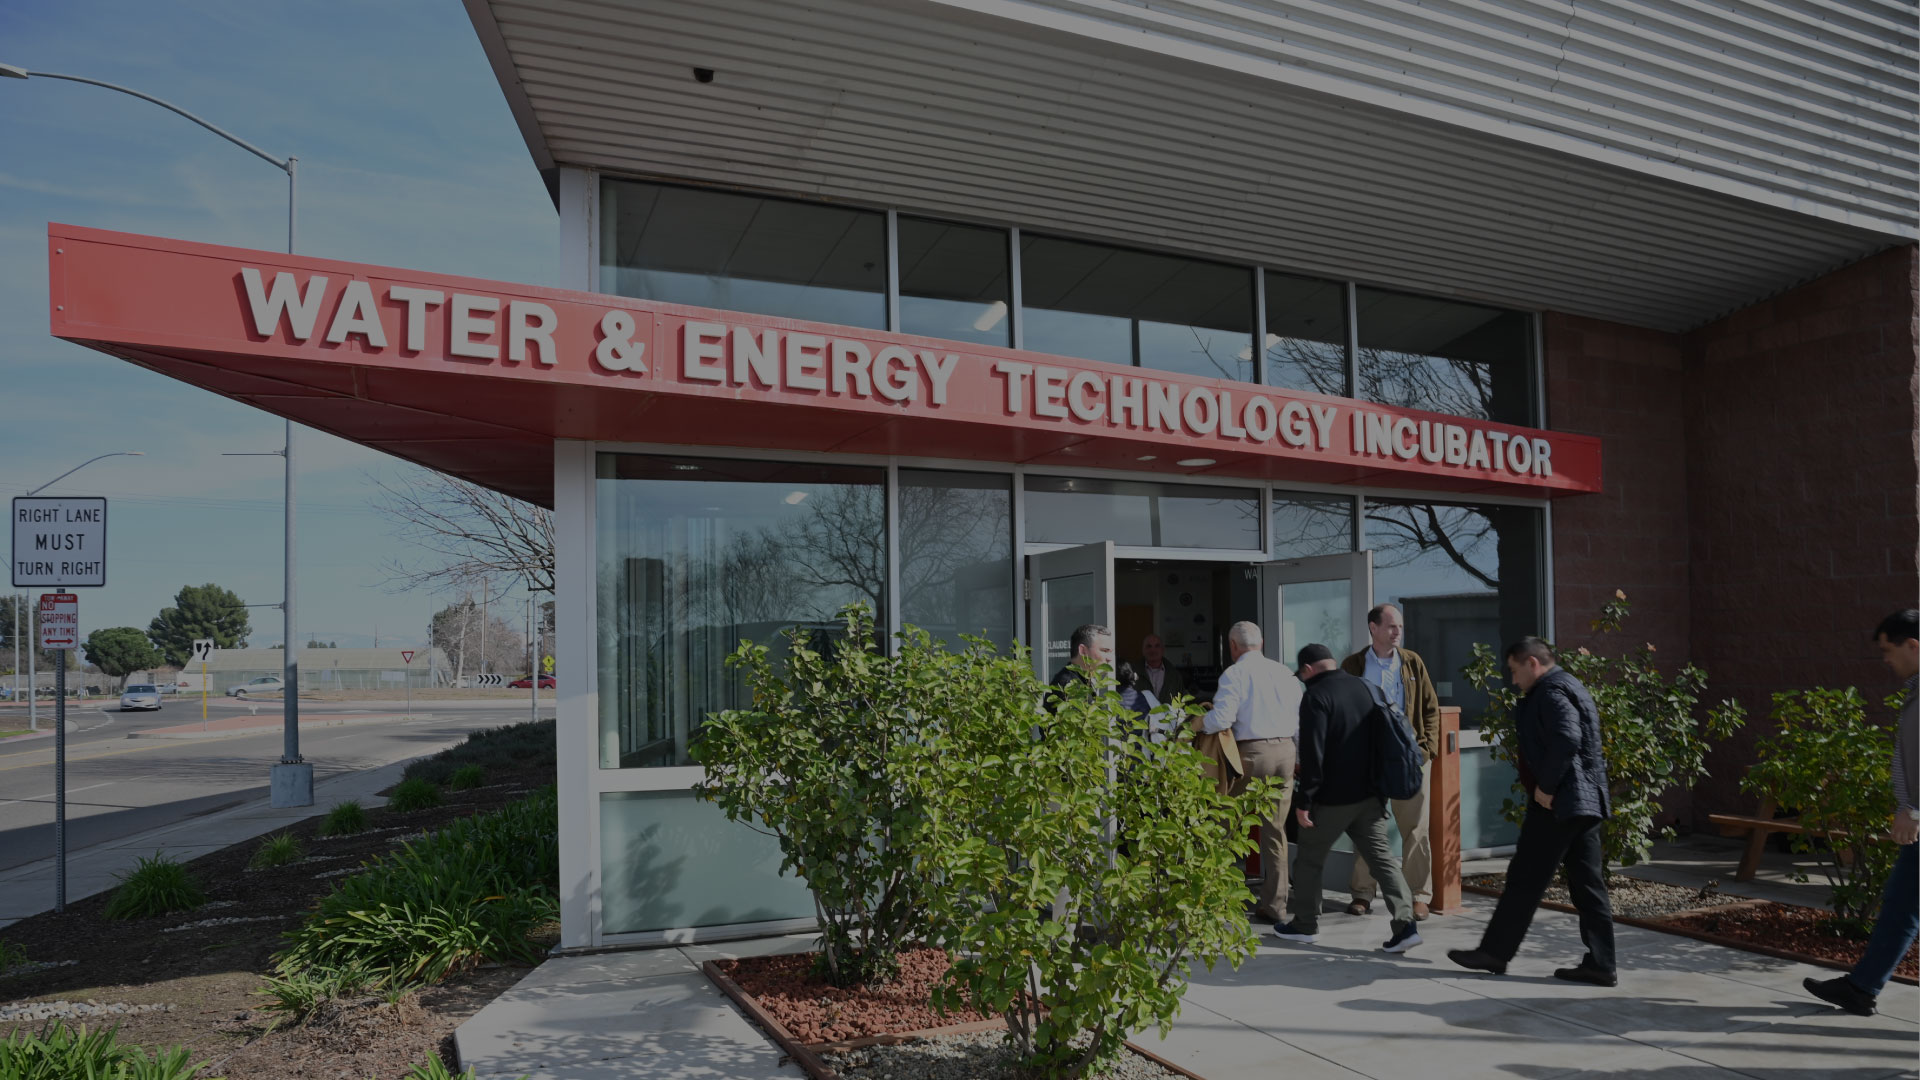 WATER & ENERGY TECHNOLOGY INCUBATOR
RIGHT LANE
MUST
TURN RIGHT
NO
STOPPING
ANY TIME